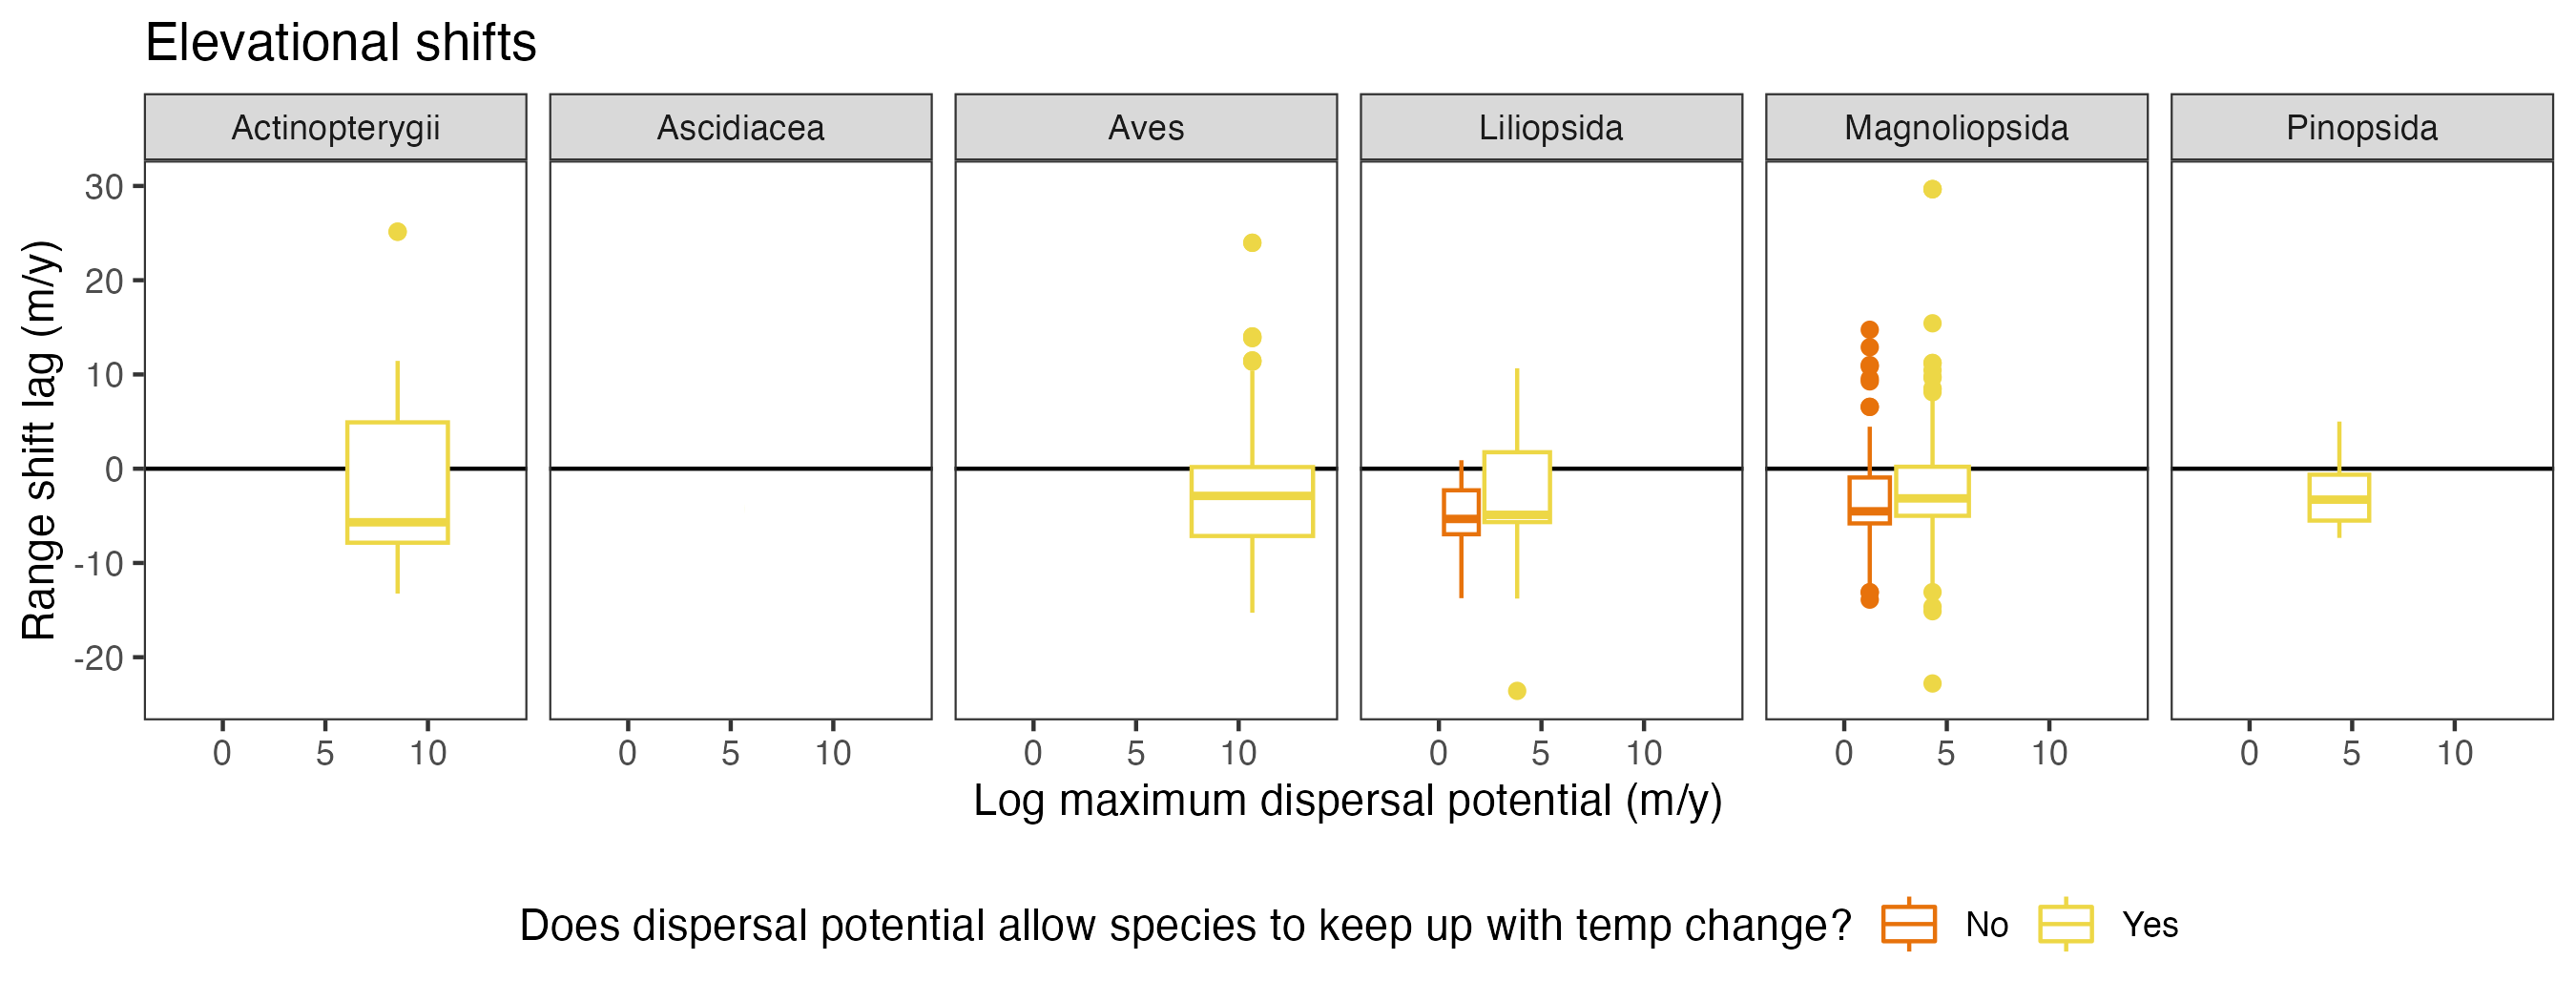 Elevational shifts
Actinopterygii Ascidiacea Aves Liliopsida Magnoliopsida Pinopsida
Range shift lag (m/y)
30
20
10
0
-10
-20
0 5 10 0 5 10 0 5 10 0 5 10 0 5 10 0 5 10
Log maximum dispersal potential (m/y)
Does dispersal potential allow species to keep up with temp change? No Yes